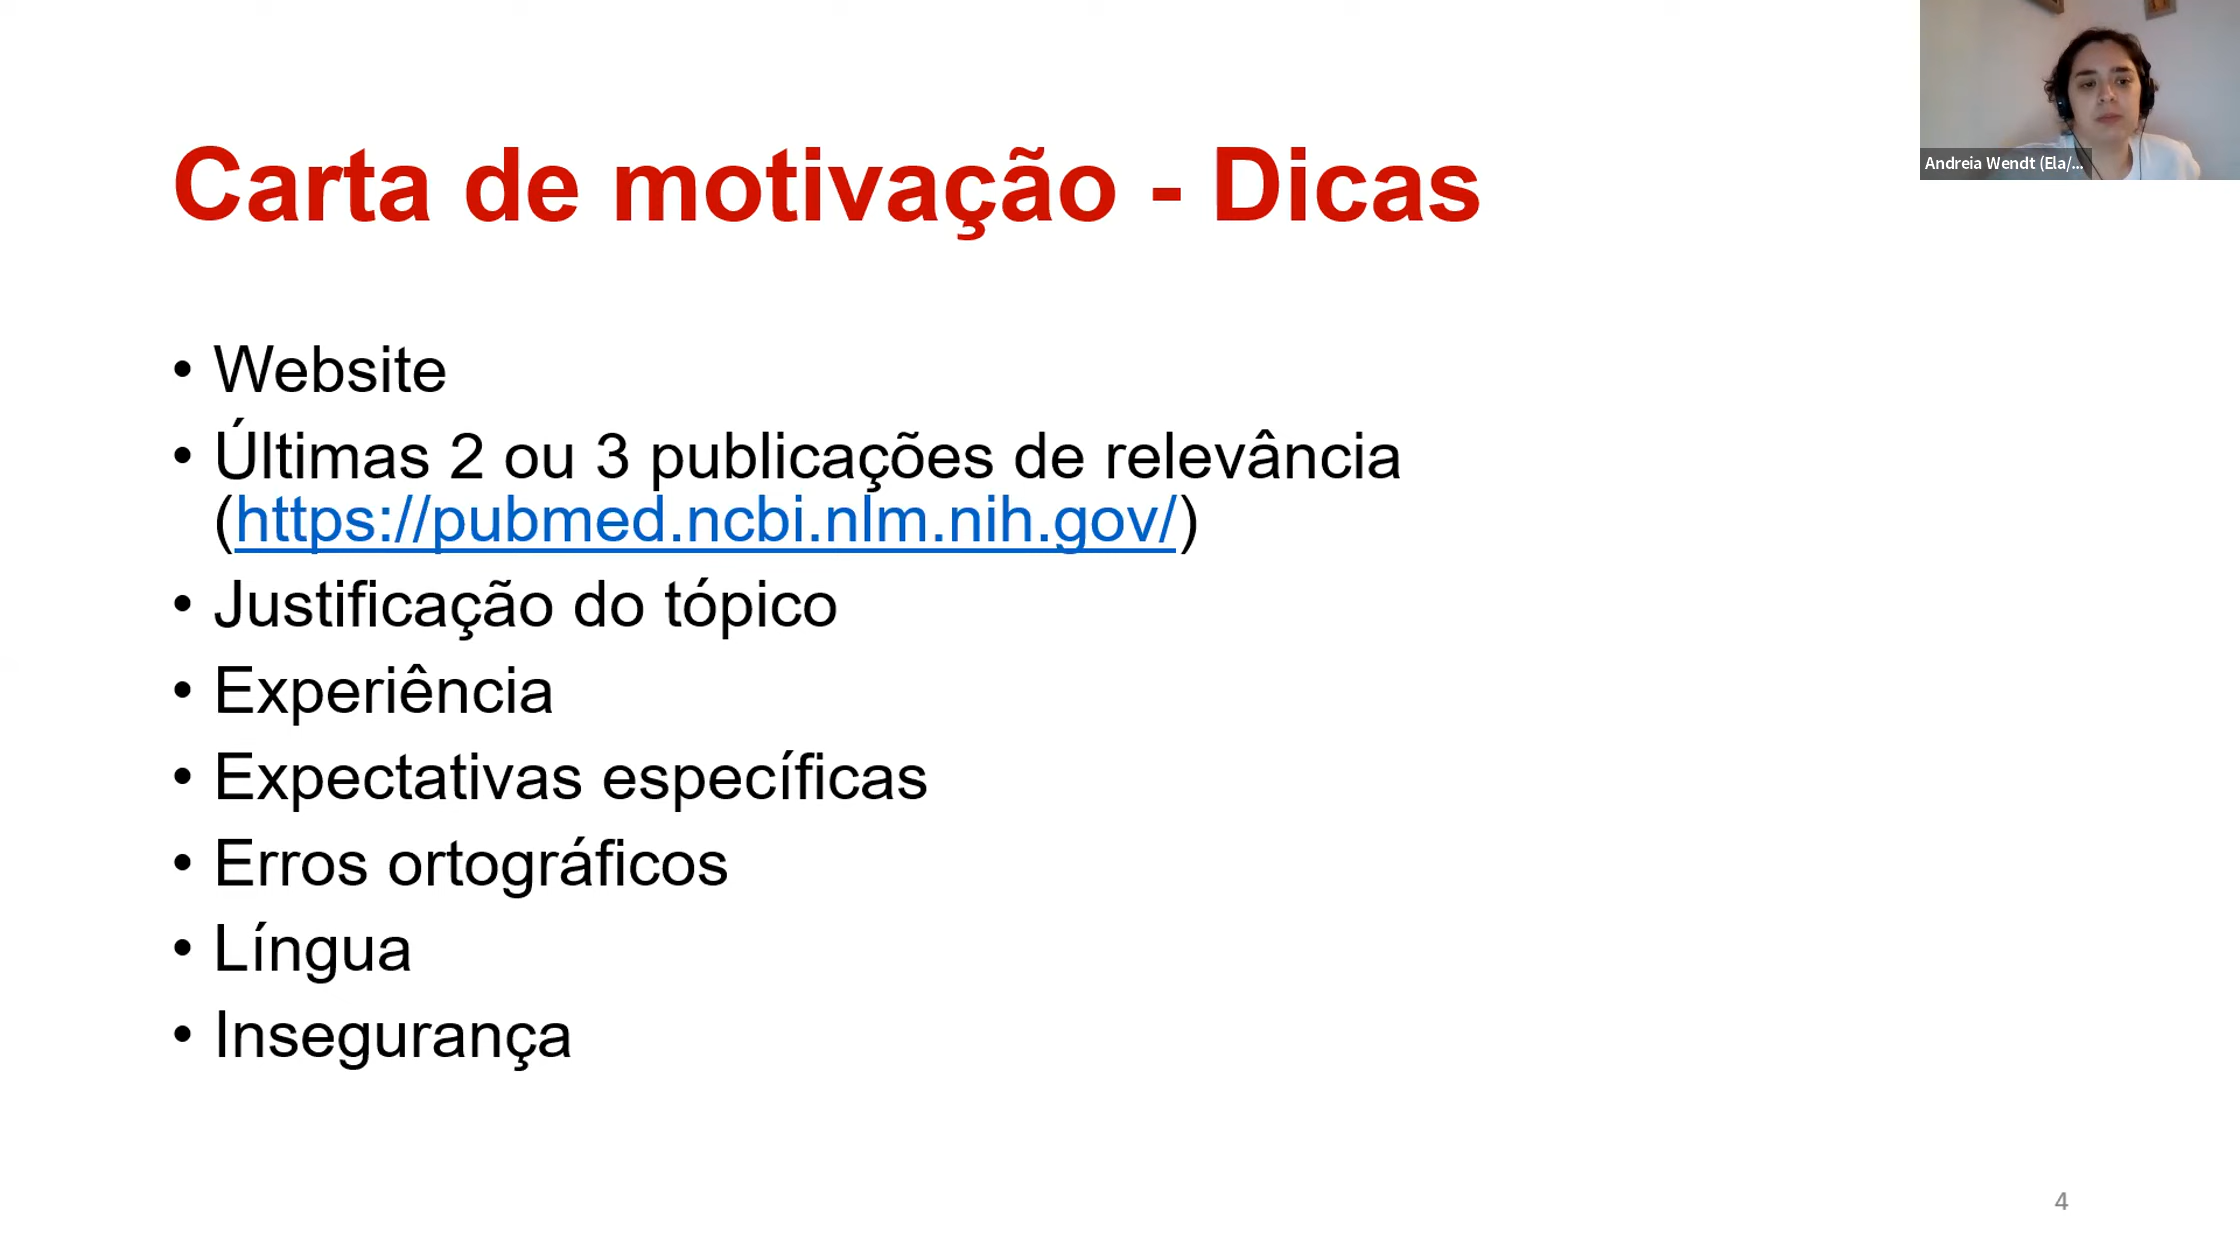 Carta de motivação - Dicas
Andreia Wendt (Ela/...
• Website
• Últimas 2 ou 3 publicações de relevância
(https://pubmed.ncbi.nlm.nih.gov/)
• Justificação do tópico
• Experiência
• Expectativas específicas
• Erros ortográficos
• Língua
• Insegurança
4